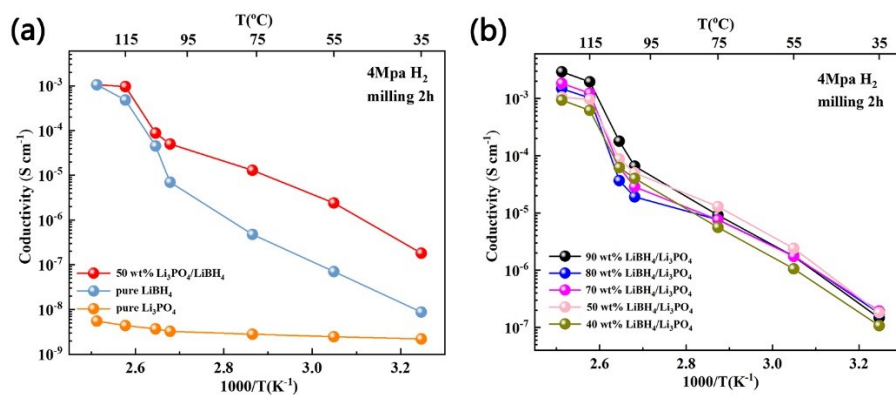 (a)
T(°C)
115 95 75 55 35
4Mpa H₂
milling 2h
10⁻³
10⁻⁴
10⁻⁵
10⁻⁶
10⁻⁷
10⁻⁸
10⁻⁹
Conductivity (S cm⁻¹)
50 wt% Li₃PO₄/LiBH₄
pure LiBH₄
pure Li₃PO₄
2.6 2.8 3.0 3.2
1000/T(K⁻¹)
(b)
T(°C)
115 95 75 55 35
4Mpa H₂
milling 2h
10⁻²
10⁻³
10⁻⁴
10⁻⁵
10⁻⁶
10⁻⁷
Conductivity (S cm⁻¹)
90 wt% LiBH₄/Li₃PO₄
80 wt% LiBH₄/Li₃PO₄
70 wt% LiBH₄/Li₃PO₄
50 wt% LiBH₄/Li₃PO₄
40 wt% LiBH₄/Li₃PO₄
2.6 2.8 3.0 3.2
1000/T(K⁻¹)